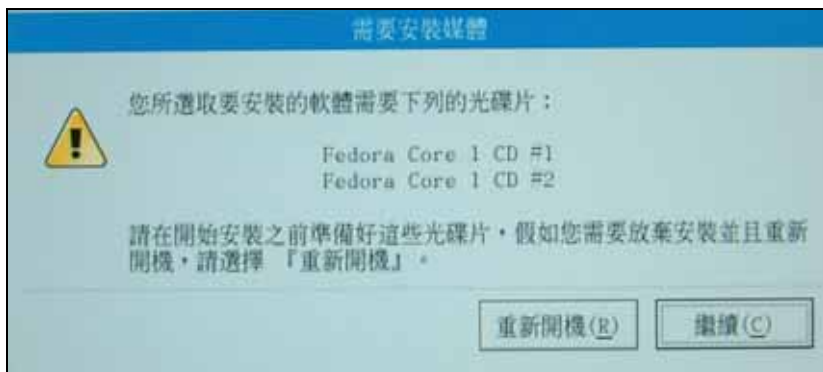 需要安裝媒體
您所選取要安裝的軟體需要下列的光碟片：
Fedora Core 1 CD #1
Fedora Core 1 CD #2
請在開始安裝之前準備好這些光碟片，假如您需要放棄安裝並且重新
開機，請選擇 『重新開機』。
重新開機(R) 繼續(C)